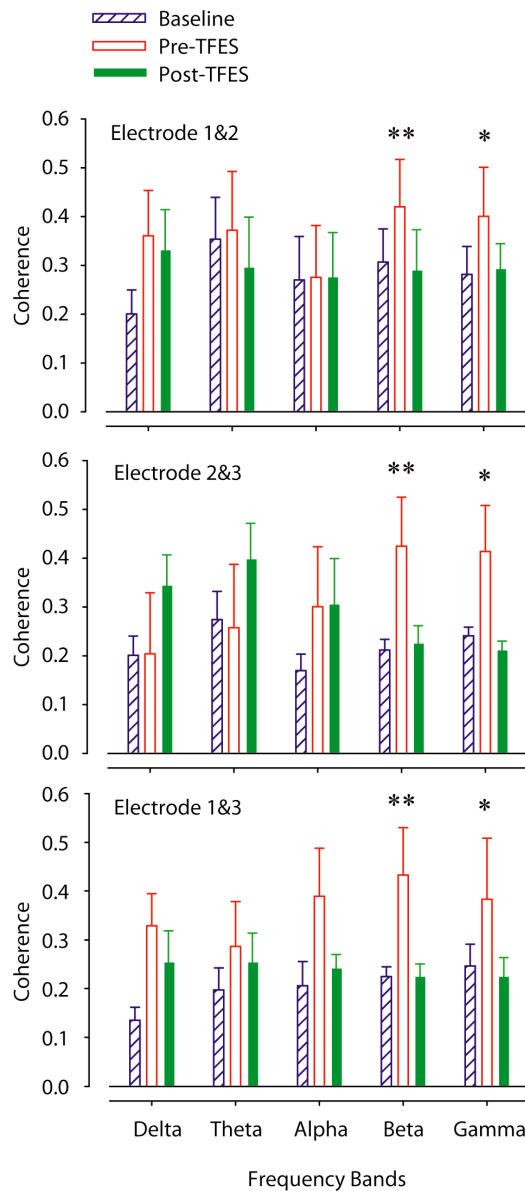 Baseline
Pre-TFES
Post-TFES
Electrode 1&2
** *
Coherence
0.6
0.5
0.4
0.3
0.2
0.1
0.0
Electrode 2&3
** *
Coherence
0.6
0.5
0.4
0.3
0.2
0.1
0.0
Electrode 1&3
** *
Coherence
0.6
0.5
0.4
0.3
0.2
0.1
0.0
Delta Theta Alpha Beta Gamma
Frequency Bands